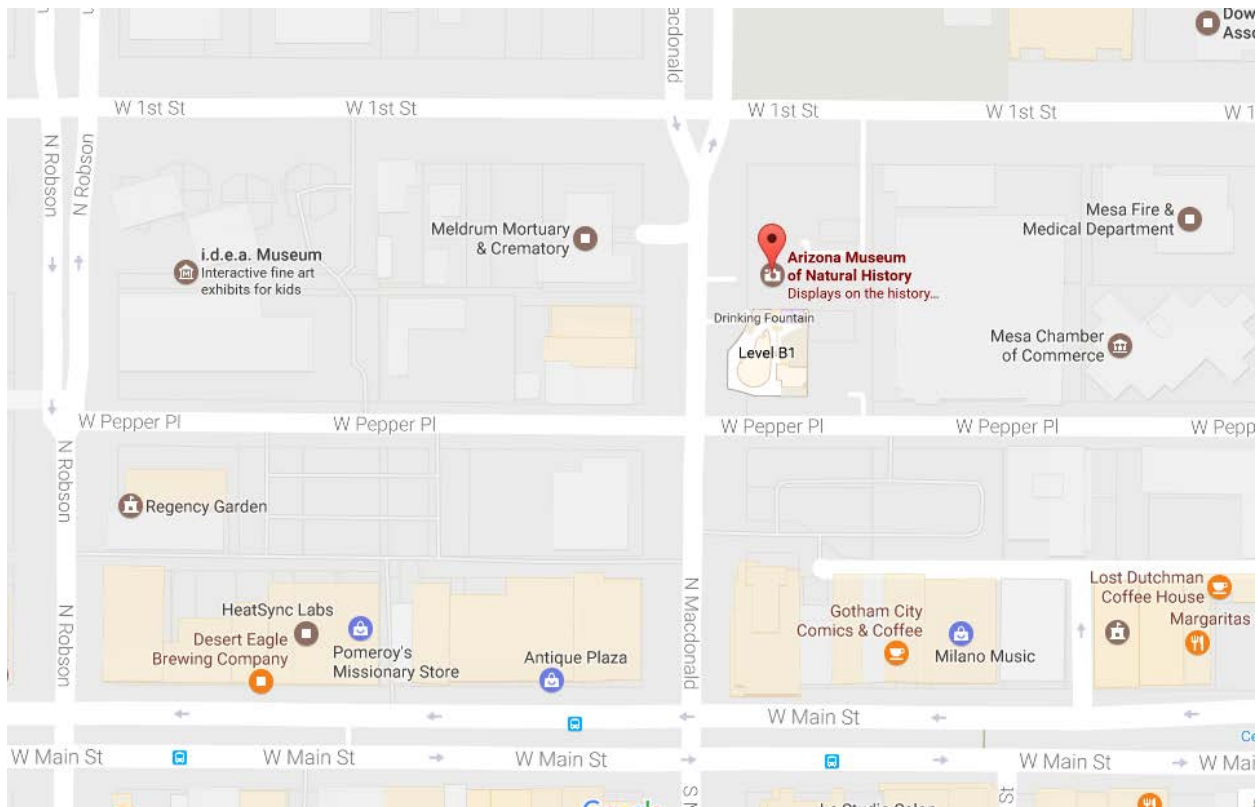 Dow
Asso
acdonald
W 1st St
W 1st St
W 1st St
W 1st St
W 1
N Robson
N Robson
Meldrum Mortuary
& Crematory
Mesa Fire &
Medical Department
i.d.e.a. Museum
Interactive fine art
exhibits for kids
Arizona Museum
of Natural History
Displays on the history...
Drinking Fountain
Level B1
Mesa Chamber
of Commerce
W Pepper Pl
W Pepper Pl
W Pepper Pl
W Pepper Pl
W Pepp
N Robson
Regency Garden
N Robson
N Macdonald
HeatSync Labs
Desert Eagle
Brewing Company
Pomeroy's
Missionary Store
Antique Plaza
Gotham City
Comics & Coffee
Milano Music
Lost Dutchman
Coffee House
Margaritas
W Main St
Ce
W Main St
W Main St
W Main St
W Main St
W Mai
S M
St